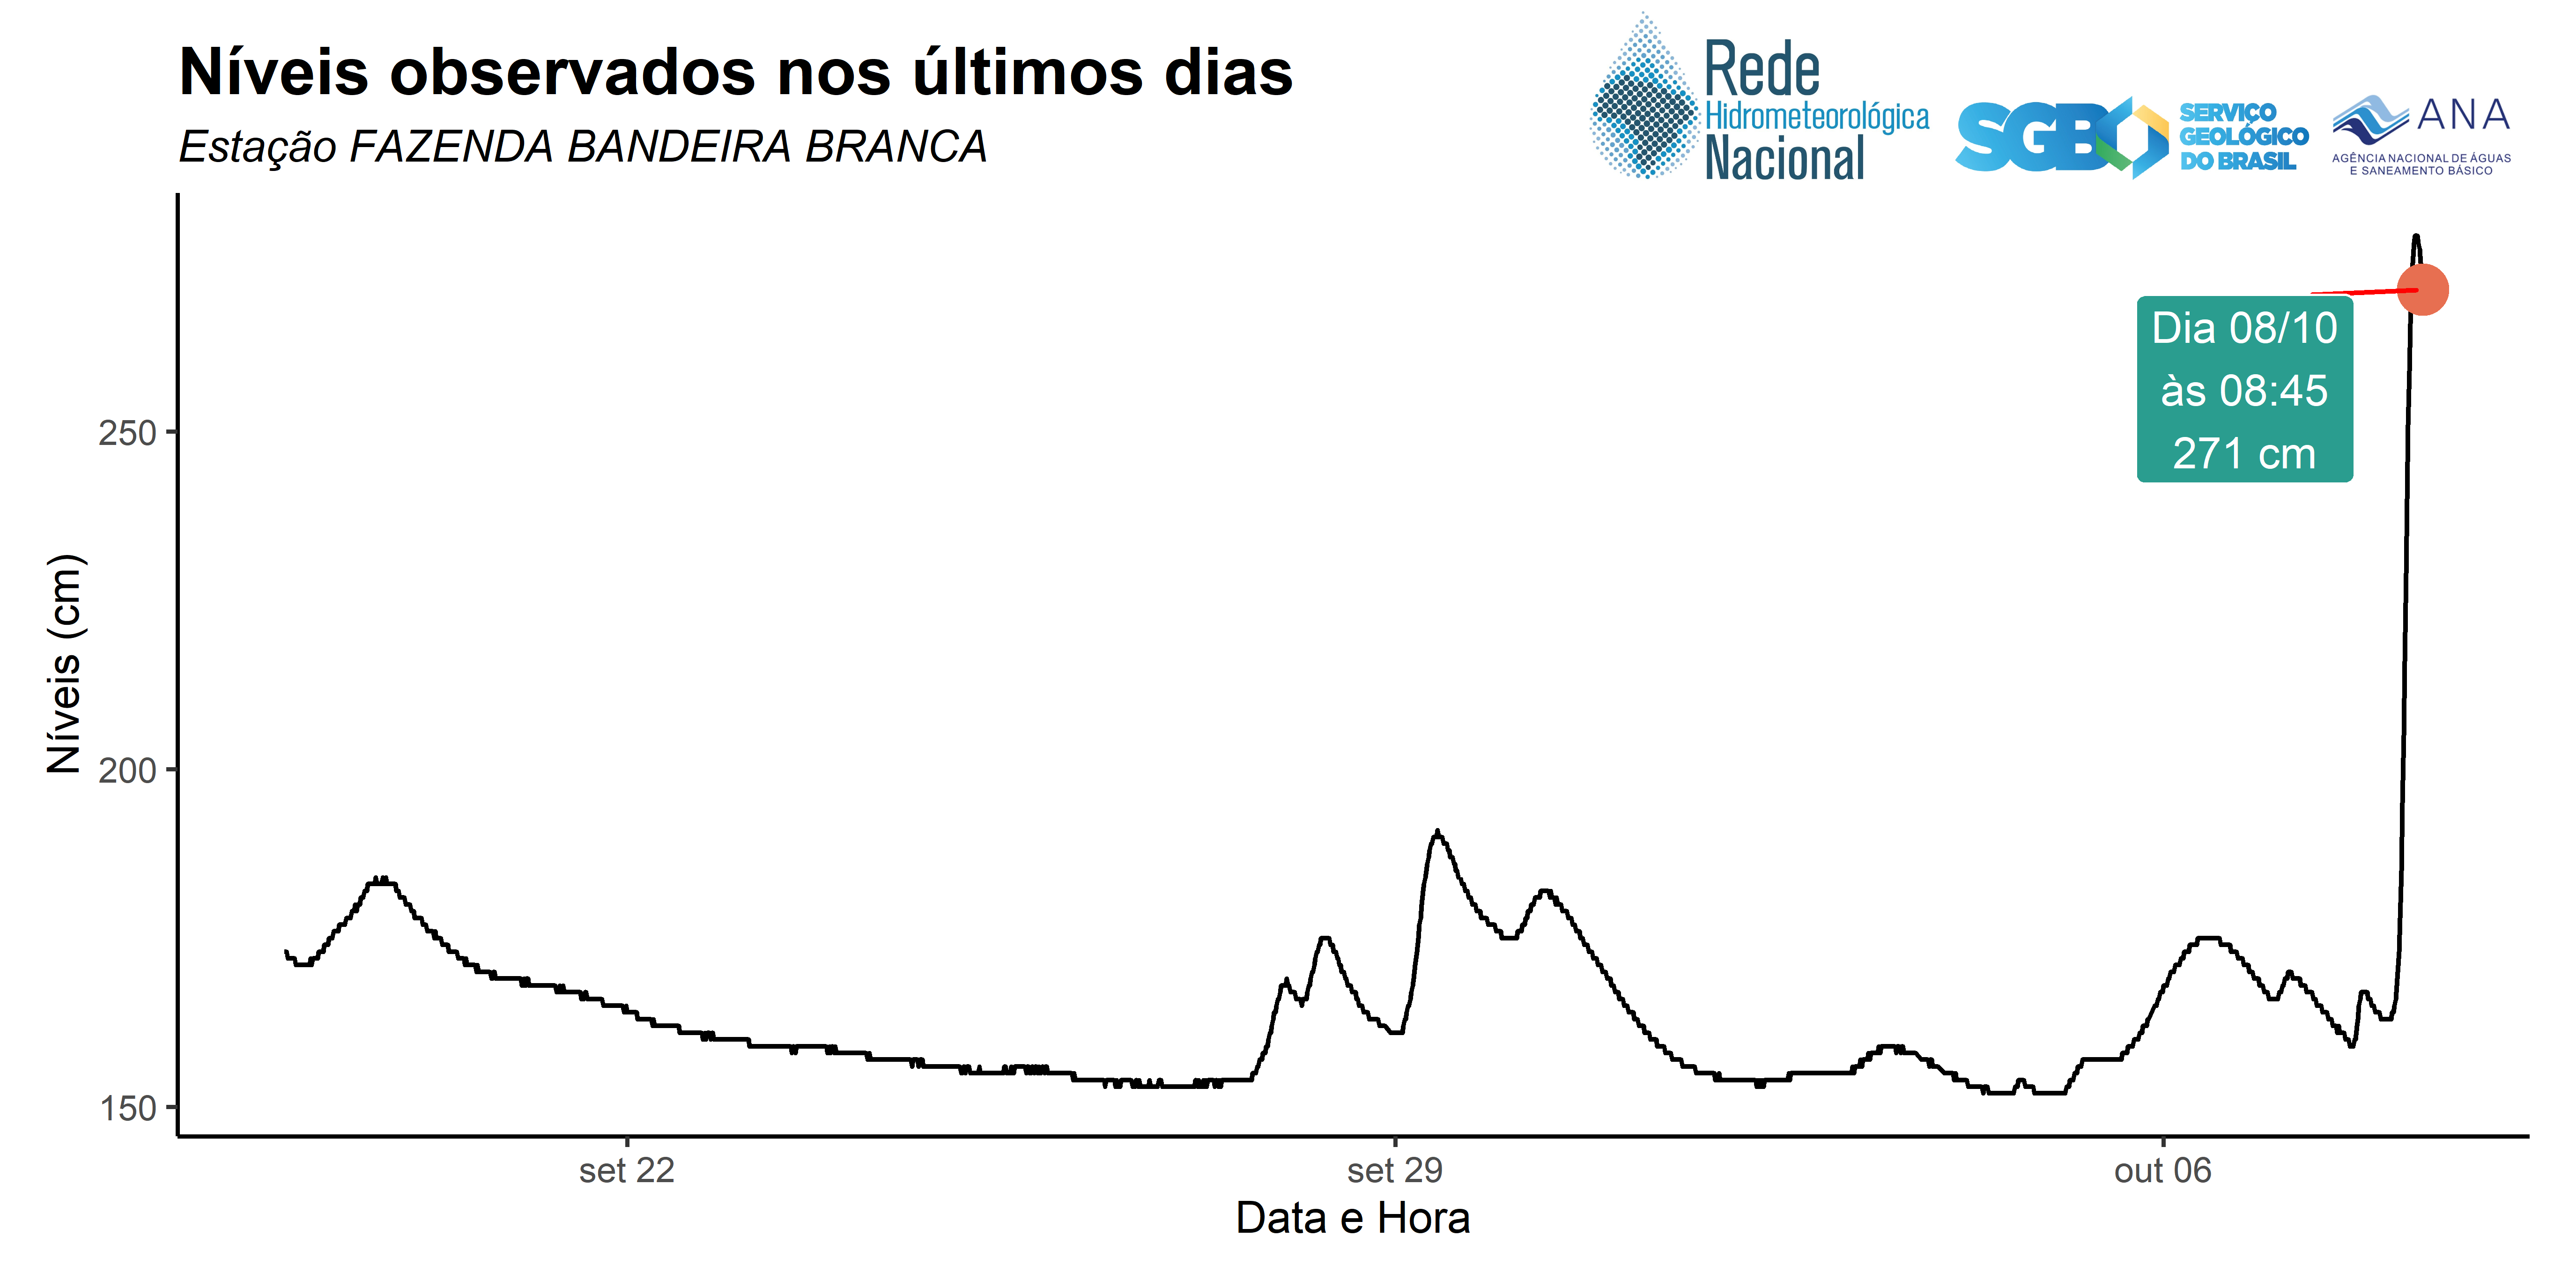 Níveis observados nos últimos dias
Estação FAZENDA BANDEIRA BRANCA
Rede
Hidrometeorológica
Nacional
SGB
SERVIÇO
GEOLÓGICO
DO BRASIL
ANA
AGÊNCIA NACIONAL DE ÁGUAS
E SANEAMENTO BÁSICO
Dia 08/10
às 08:45
271 cm
Níveis (cm)
250
200
150
set 22
set 29
out 06
Data e Hora